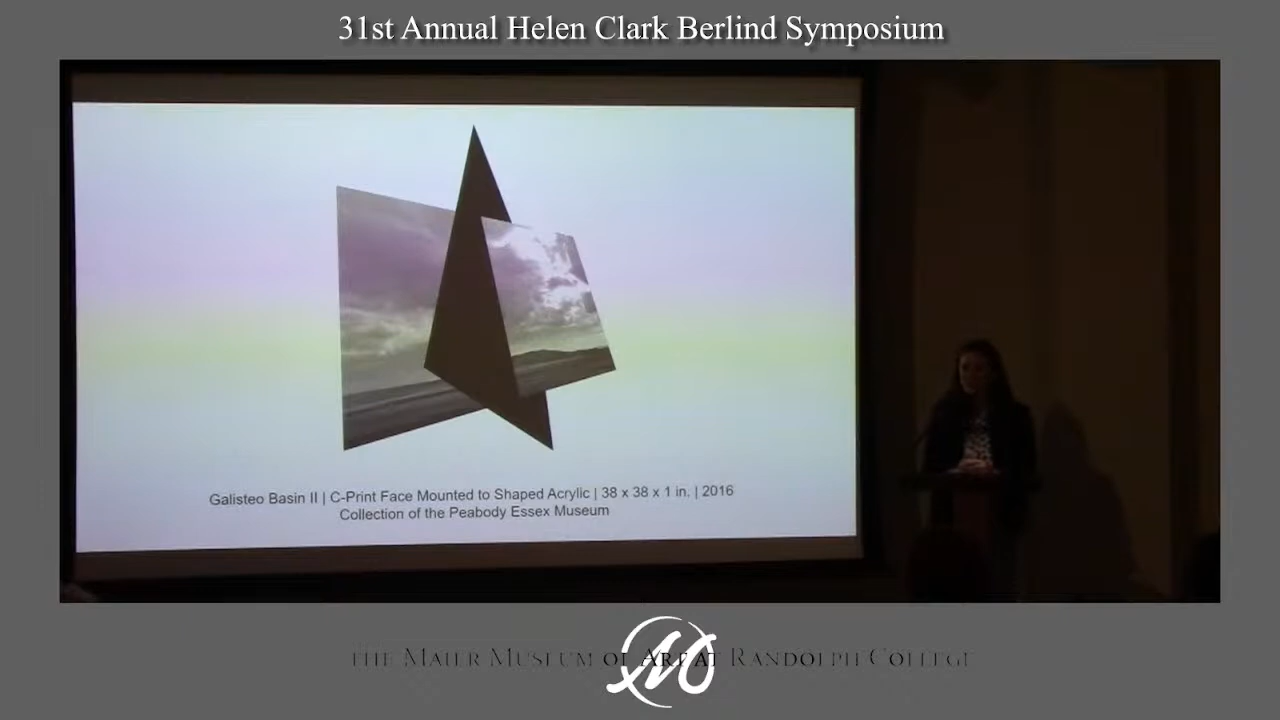 31st Annual Helen Clark Berlind Symposium
Galisteo Basin II | C-Print Face Mounted to Shaped Acrylic | 38 x 38 x 1 in. | 2016
Collection of the Peabody Essex Museum
THE MAIER MUSEUM OF ART AT RANDOLPH COLLEGE
M